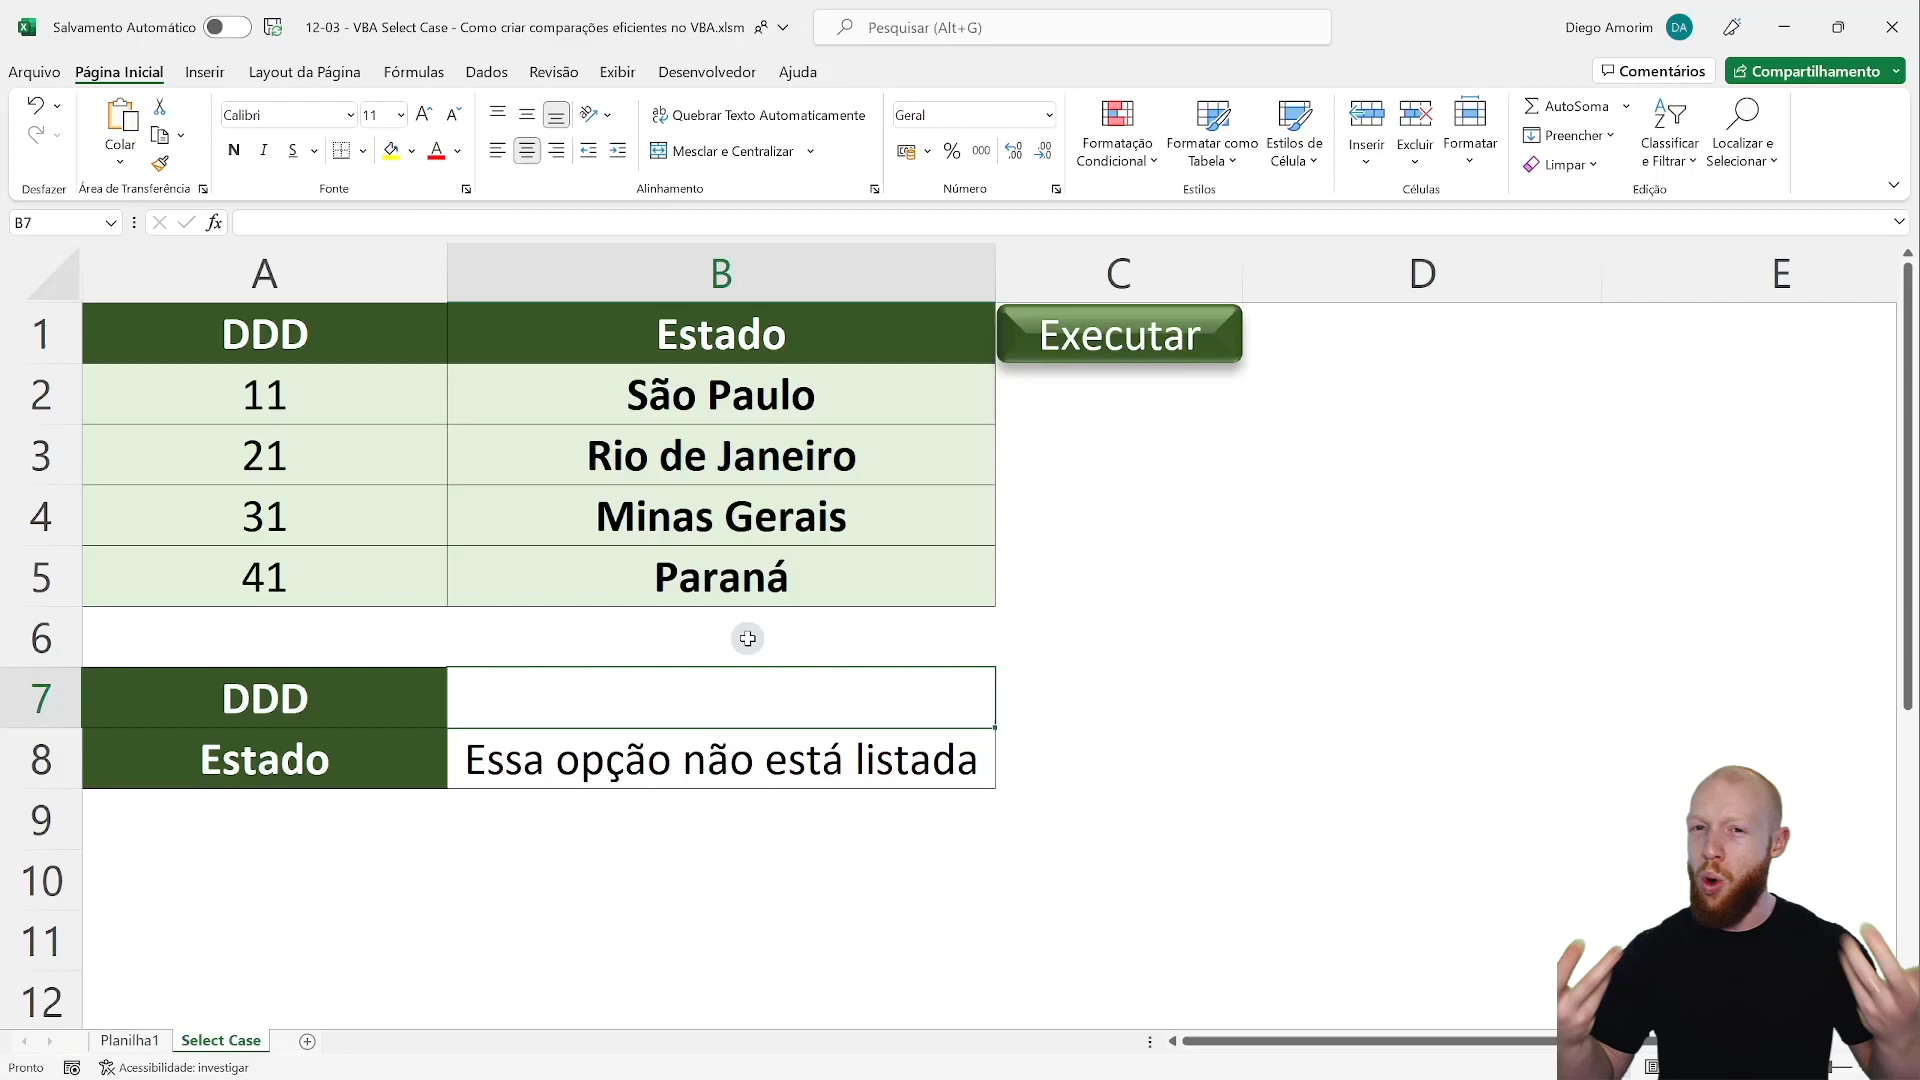 Salvamento Automático
12-03 - VBA Select Case - Como criar comparações eficientes no VBA.xlsm
Pesquisar (Alt+G)
Diego Amorim
DA
Arquivo
Página Inicial
Inserir
Layout da Página
Fórmulas
Dados
Revisão
Exibir
Desenvolvedor
Ajuda
Comentários
Compartilhamento
Desfazer
Colar
Área de Transferência
Calibri
11
N
I
S
Fonte
Quebrar Texto Automaticamente
Mesclar e Centralizar
Alinhamento
Geral
%
000
Número
Formatação
Condicional
Formatar como
Tabela
Estilos de
Célula
Estilos
Inserir
Excluir
Formatar
Células
AutoSoma
Preencher
Limpar
Classificar
e Filtrar
Localizar e
Selecionar
Edição
B7
fx
A B C D E
1 DDD Estado Executar
2 11 São Paulo
3 21 Rio de Janeiro
4 31 Minas Gerais
5 41 Paraná
6
7 DDD
8 Estado Essa opção não está listada
9
10
11
12
Planilha1
Select Case
Pronto
Acessibilidade: investigar